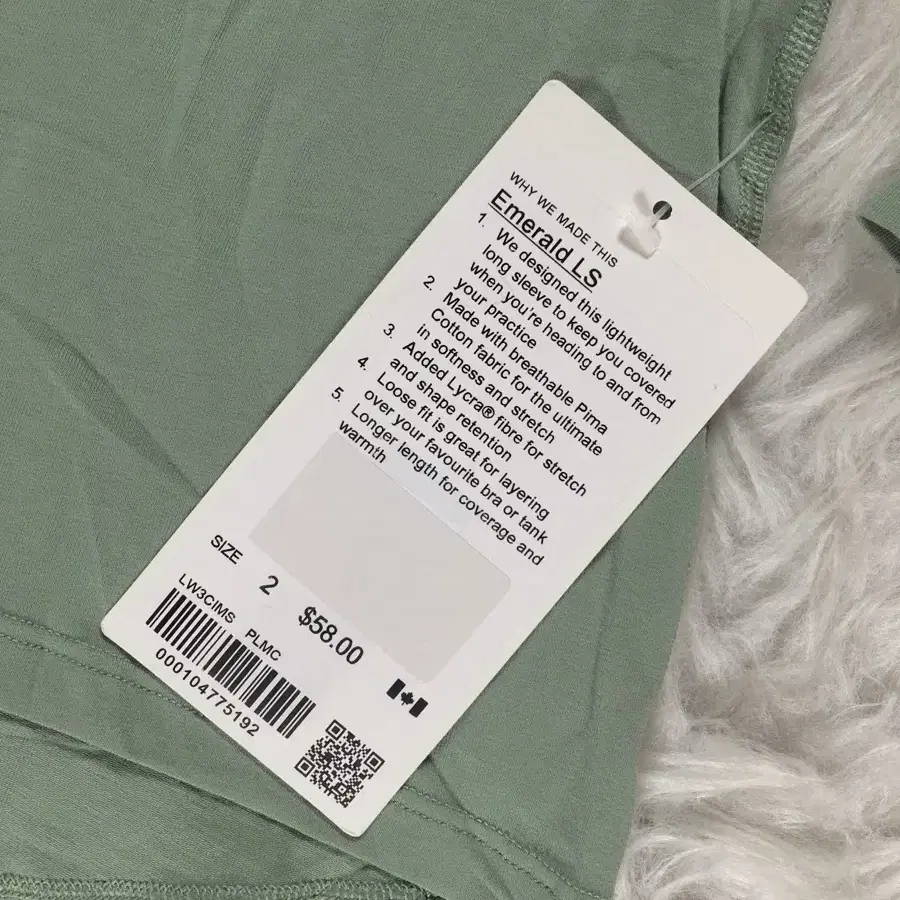 WHY WE MADE THIS
Emerald LS
1. We designed this lightweight
long sleeve to keep you covered
when you're heading to and from
your practice
2. Made with breathable Pima
Cotton fabric for the ultimate
in softness and stretch
3. Added Lycra® fibre for stretch
and shape retention
4. Loose fit is great for layering
over your favourite bra or tank
5. Longer length for coverage and
warmth
SIZE 2 $58.00
LW3CIMS PLMC
000104775192